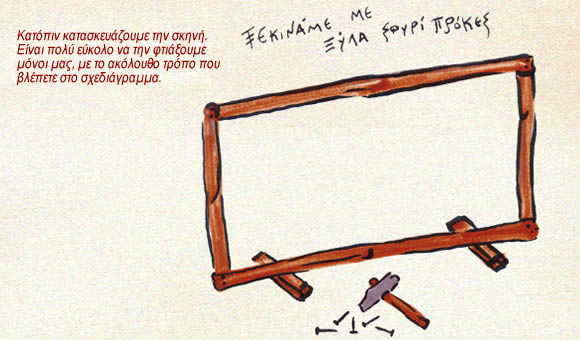 Κατόπιν κατασκευάζουμε την σκηνή.
Είναι πολύ εύκολο να την φτιάξουμε
μόνοι μας, με το ακόλουθο τρόπο που
βλέπετε στο σχεδιάγραμμα.
ΞΕΚΙΝΑΜΕ ΜΕ
ΞΥΛΑ ΣΦΥΡΙ ΠΡΟΚΕΣ